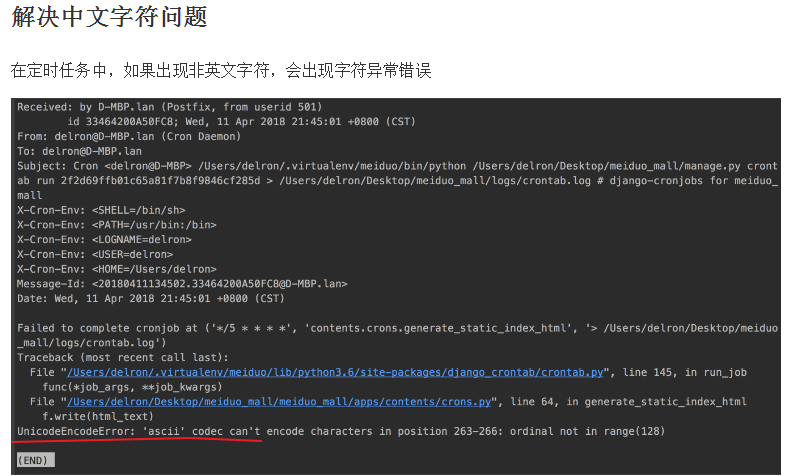 解决中文字符问题
在定时任务中，如果出现非英文字符，会出现字符异常错误
Received: by D-MBP.lan (Postfix, from userid 501)
id 33464200A50FC8; Wed, 11 Apr 2018 21:45:01 +0800 (CST)
From: delron@D-MBP.lan (Cron Daemon)
To: delron@D-MBP.lan
Subject: Cron <delron@D-MBP> /Users/delron/.virtualenv/meiduo/bin/python /Users/delron/Desktop/meiduo_mall/manage.py cront
ab run 2f2d69ffb01c65a81f7b8f9846cf285d > /Users/delron/Desktop/meiduo_mall/logs/crontab.log # django-cronjobs for meiduo_
mall
X-Cron-Env: <SHELL=/bin/sh>
X-Cron-Env: <PATH=/usr/bin:/bin>
X-Cron-Env: <LOGNAME=delron>
X-Cron-Env: <USER=delron>
X-Cron-Env: <HOME=/Users/delron>
Message-Id: <20180411134502.33464200A50FC8@D-MBP.lan>
Date: Wed, 11 Apr 2018 21:45:01 +0800 (CST)
Failed to complete cronjob at ('*/5 * * * *', 'contents.crons.generate_static_index_html', '> /Users/delron/Desktop/meiduo
_mall/logs/crontab.log')
Traceback (most recent call last):
File "/Users/delron/.virtualenv/meiduo/lib/python3.6/site-packages/django_crontab/crontab.py", line 145, in run_job
func(*job_args, **job_kwargs)
File "/Users/delron/Desktop/meiduo_mall/meiduo_mall/apps/contents/crons.py", line 64, in generate_static_index_html
f.write(html_text)
UnicodeEncodeError: 'ascii' codec can't encode characters in position 263-266: ordinal not in range(128)
(END)